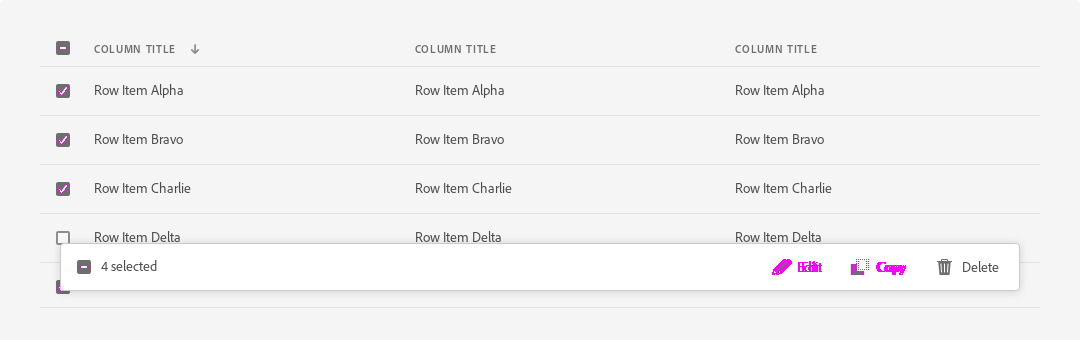 COLUMN TITLE COLUMN TITLE COLUMN TITLE
Row Item Alpha Row Item Alpha Row Item Alpha
Row Item Bravo Row Item Bravo Row Item Bravo
Row Item Charlie Row Item Charlie Row Item Charlie
Row Item Delta Row Item Delta Row Item Delta
4 selected Edit Copy Delete